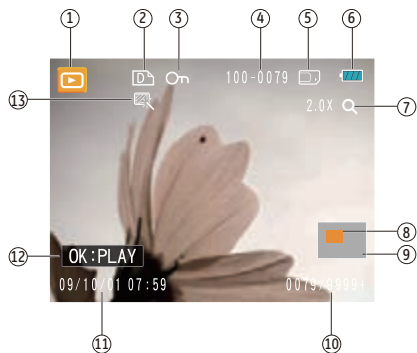 ① ② ③ ④ ⑤ ⑥
D 100-0079
⑬ 2.0X ⑦
⑧
⑫ OK:PLAY ⑨
09/10/01 07:59 0079/9999
⑪ ⑩